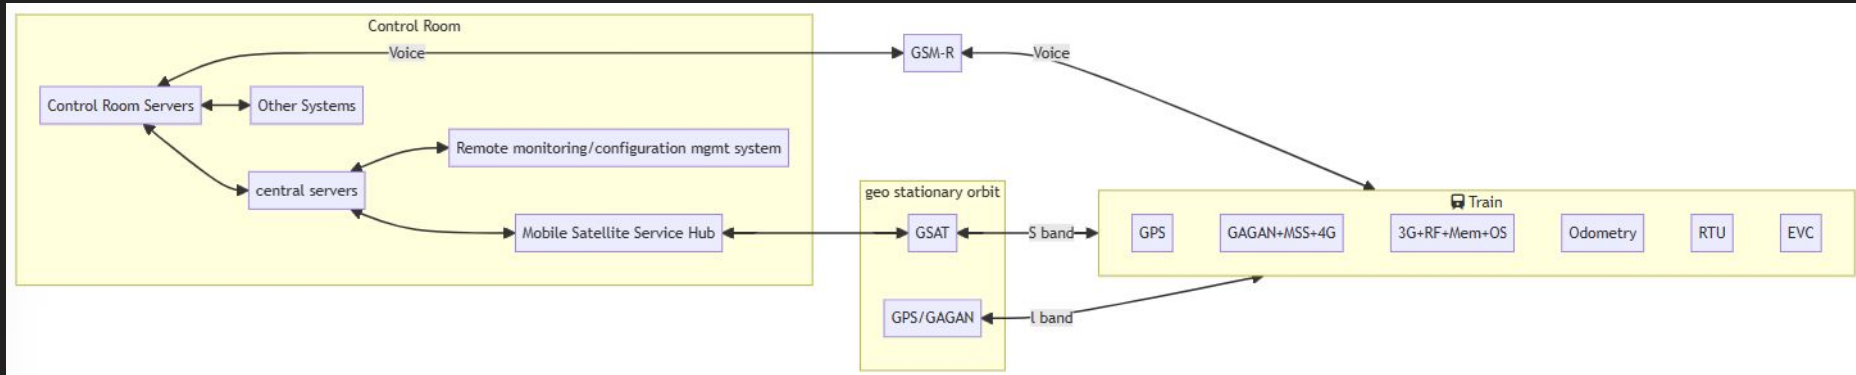 Control Room
Voice
GSM-R
Voice
Control Room Servers
Other Systems
Remote monitoring/configuration mgmt system
central servers
Mobile Satellite Service Hub
geo stationary orbit
GSAT
S band
GPS/GAGAN
l band
Train
GPS
GAGAN+MSS+4G
3G+RF+Mem+OS
Odometry
RTU
EVC